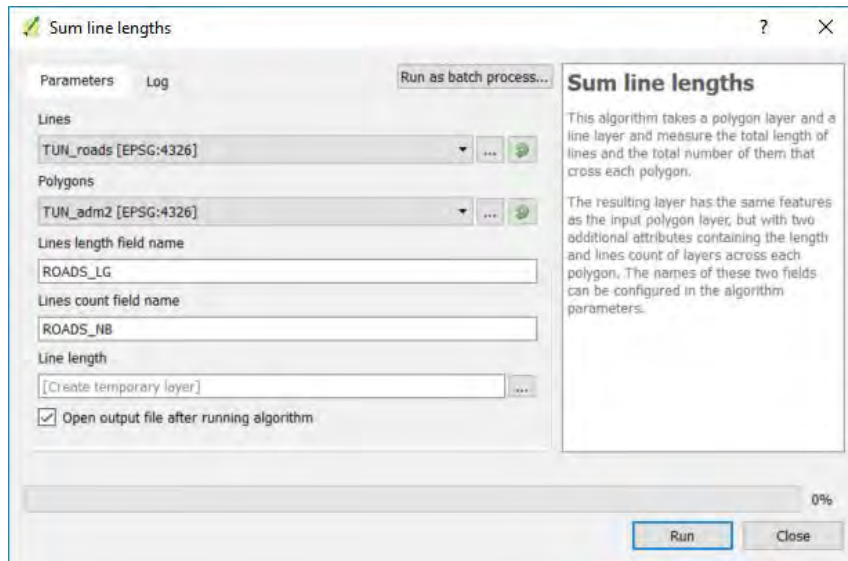 Sum line lengths
?
Parameters
Log
Run as batch process...
Lines
TUN_roads [EPSG:4326]
...
Polygons
TUN_adm2 [EPSG:4326]
...
Lines length field name
ROADS_LG
Lines count field name
ROADS_NB
Line length
[Create temporary layer]
...
Open output file after running algorithm
Sum line lengths
This algorithm takes a polygon layer and a
line layer and measure the total length of
lines and the total number of them that
cross each polygon.
The resulting layer has the same features
as the input polygon layer, but with two
additional attributes containing the length
and lines count of layers across each
polygon. The names of these two fields
can be configured in the algorithm
parameters.
0%
Run
Close